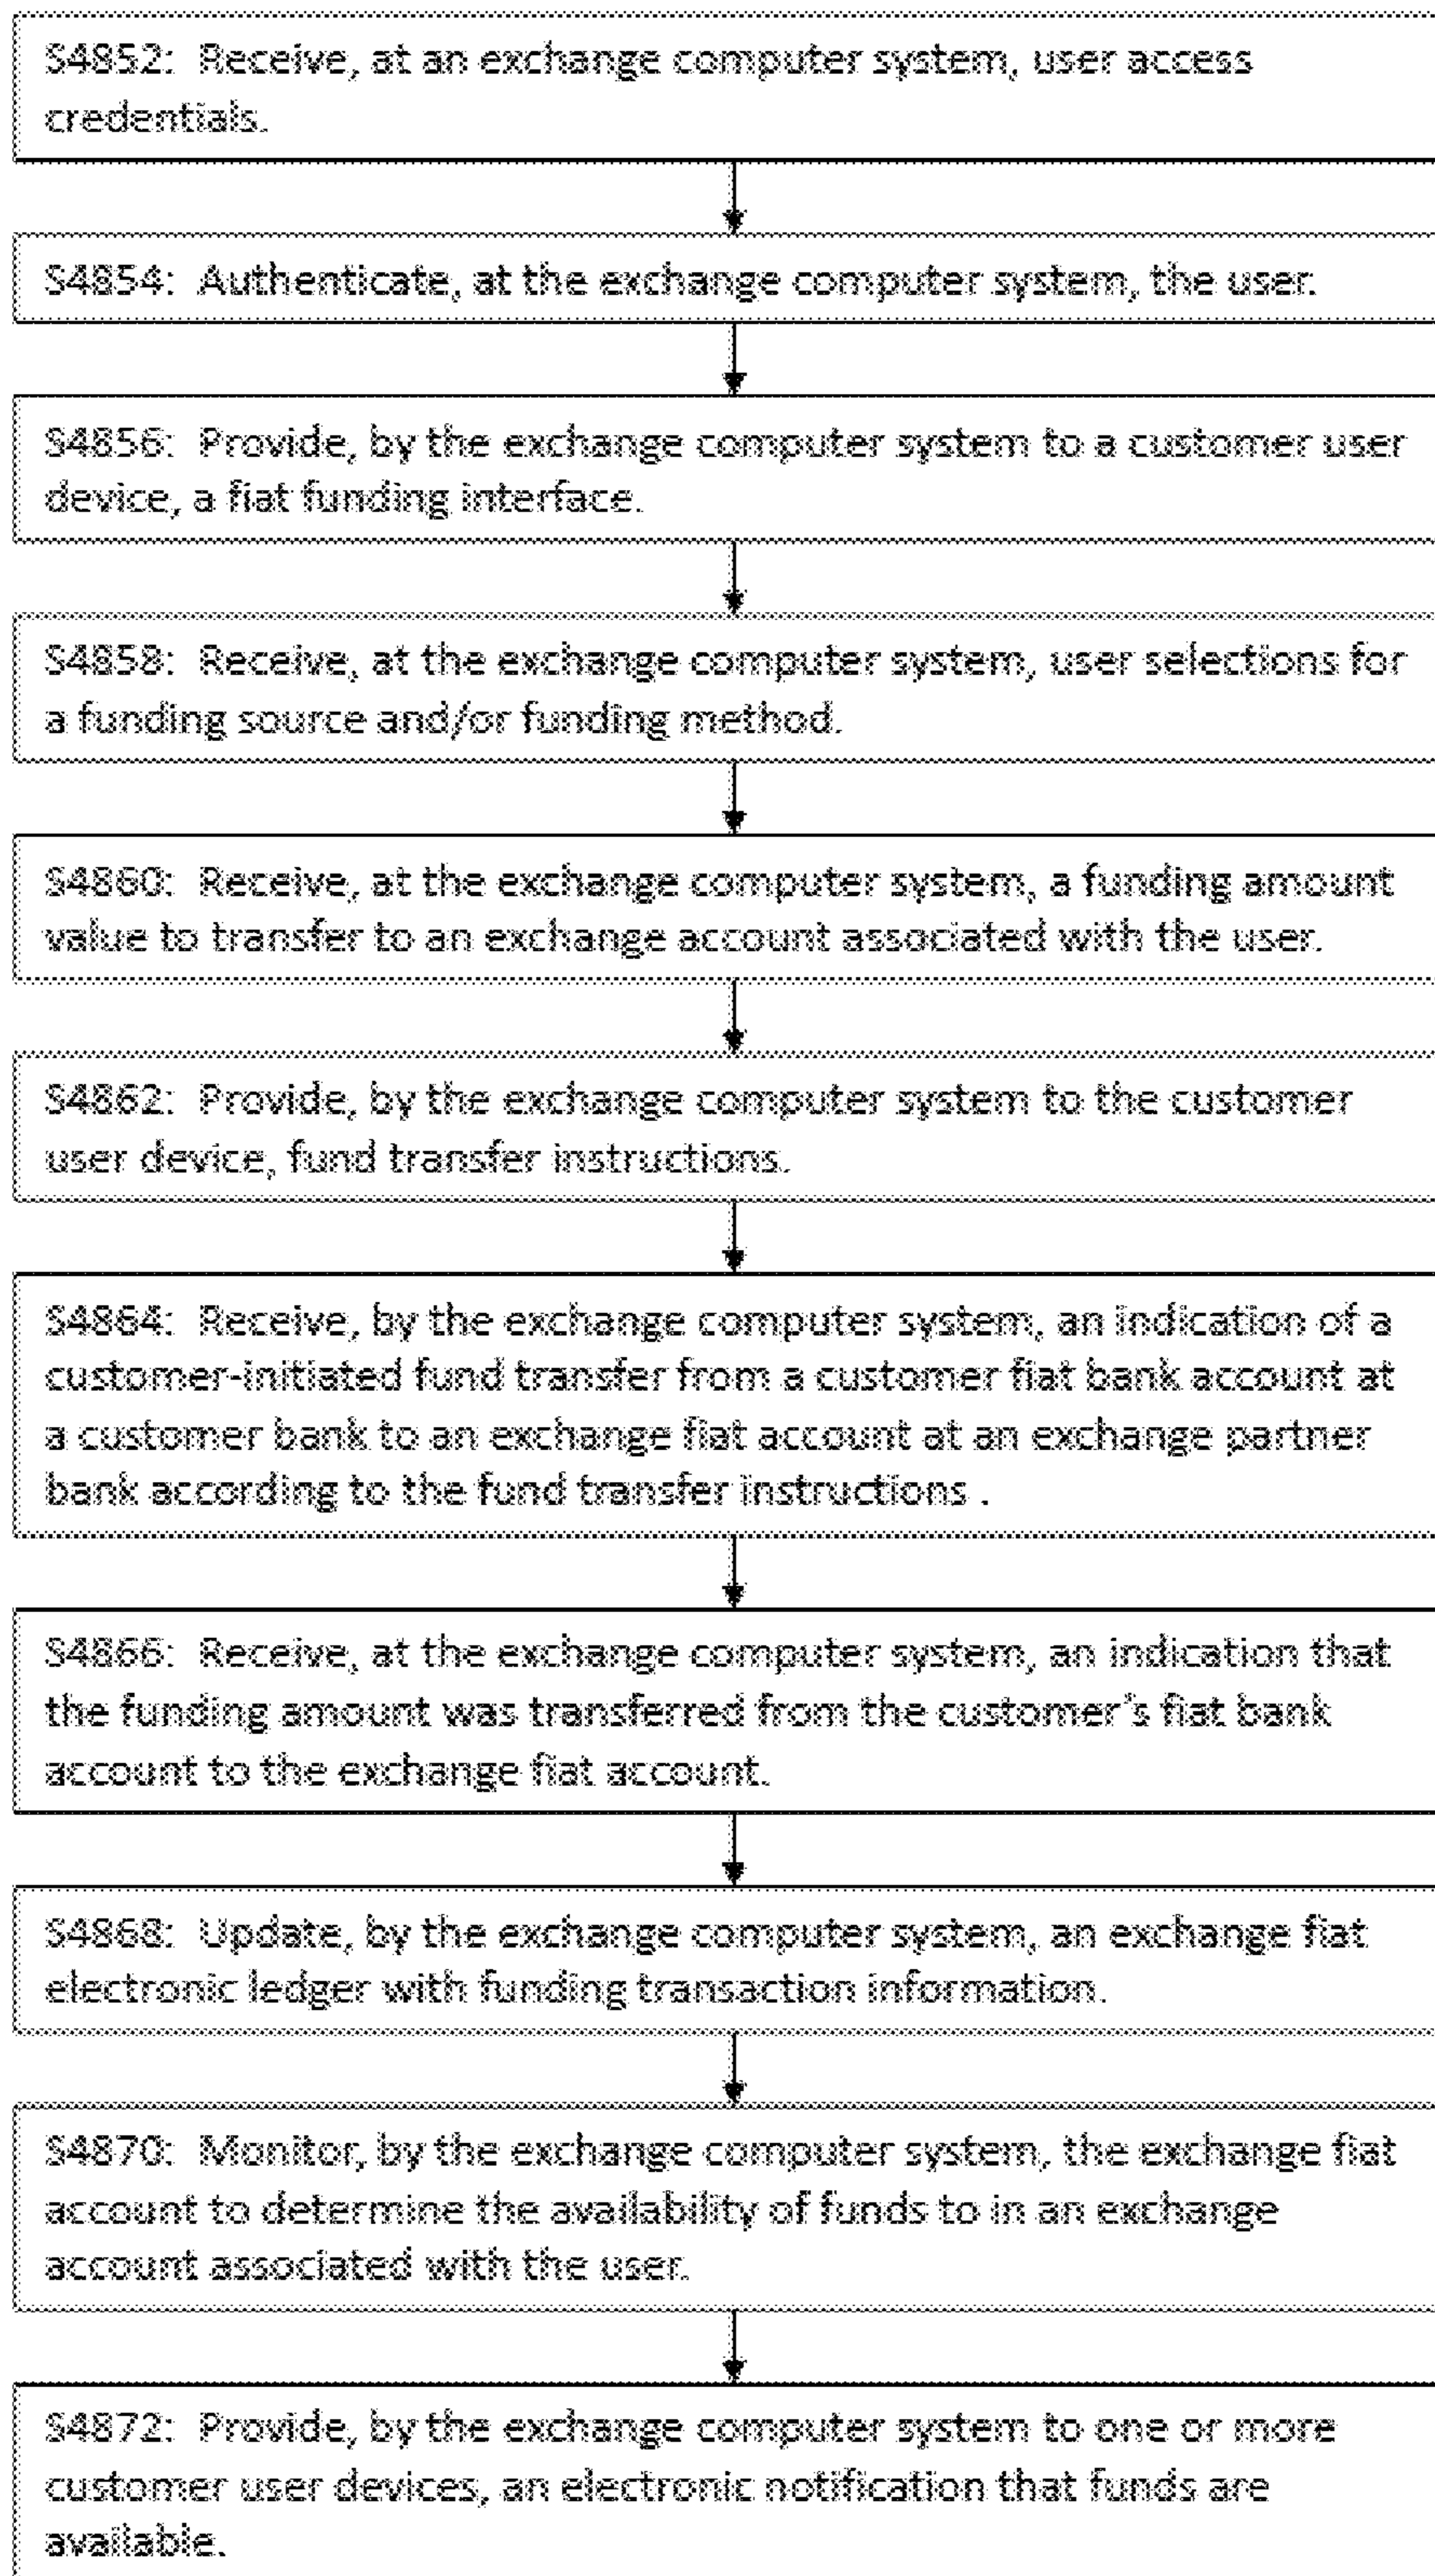 S4852: Receive, at an exchange computer system, user access
credentials.
S4854: Authenticate, at the exchange computer system, the user.
S4856: Provide, by the exchange computer system to a customer user
device, a fiat funding interface.
S4858: Receive, at the exchange computer system, user selections for
a funding source and/or funding method.
S4860: Receive, at the exchange computer system, a funding amount
value to transfer to an exchange account associated with the user.
S4862: Provide, by the exchange computer system to the customer
user device, fund transfer instructions.
S4864: Receive, by the exchange computer system, an indication of a
customer-initiated fund transfer from a customer fiat bank account at
a customer bank to an exchange fiat account at an exchange partner
bank according to the fund transfer instructions .
S4866: Receive, at the exchange computer system, an indication that
the funding amount was transferred from the customer's fiat bank
account to the exchange fiat account.
S4868: Update, by the exchange computer system, an exchange fiat
electronic ledger with funding transaction information.
S4870: Monitor, by the exchange computer system, the exchange fiat
account to determine the availability of funds to in an exchange
account associated with the user.
S4872: Provide, by the exchange computer system to one or more
customer user devices, an electronic notification that funds are
available.